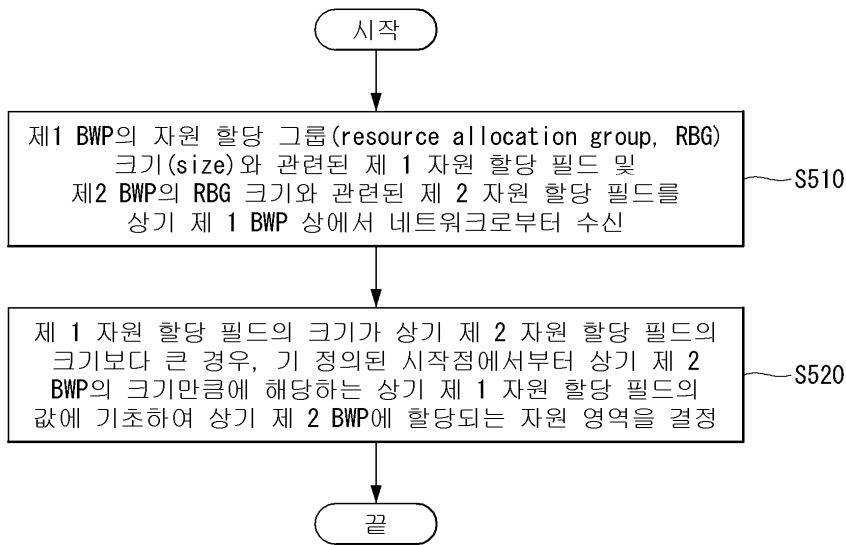 시작
제1 BWP의 자원 할당 그룹(resource allocation group, RBG)
크기(size)와 관련된 제 1 자원 할당 필드 및
제2 BWP의 RBG 크기와 관련된 제 2 자원 할당 필드를
상기 제 1 BWP 상에서 네트워크로부터 수신
S510
제 1 자원 할당 필드의 크기가 상기 제 2 자원 할당 필드의
크기보다 큰 경우, 기 정의된 시작점에서부터 상기 제 2
BWP의 크기만큼에 해당하는 상기 제 1 자원 할당 필드의
값에 기초하여 상기 제 2 BWP에 할당되는 자원 영역을 결정
S520
끝